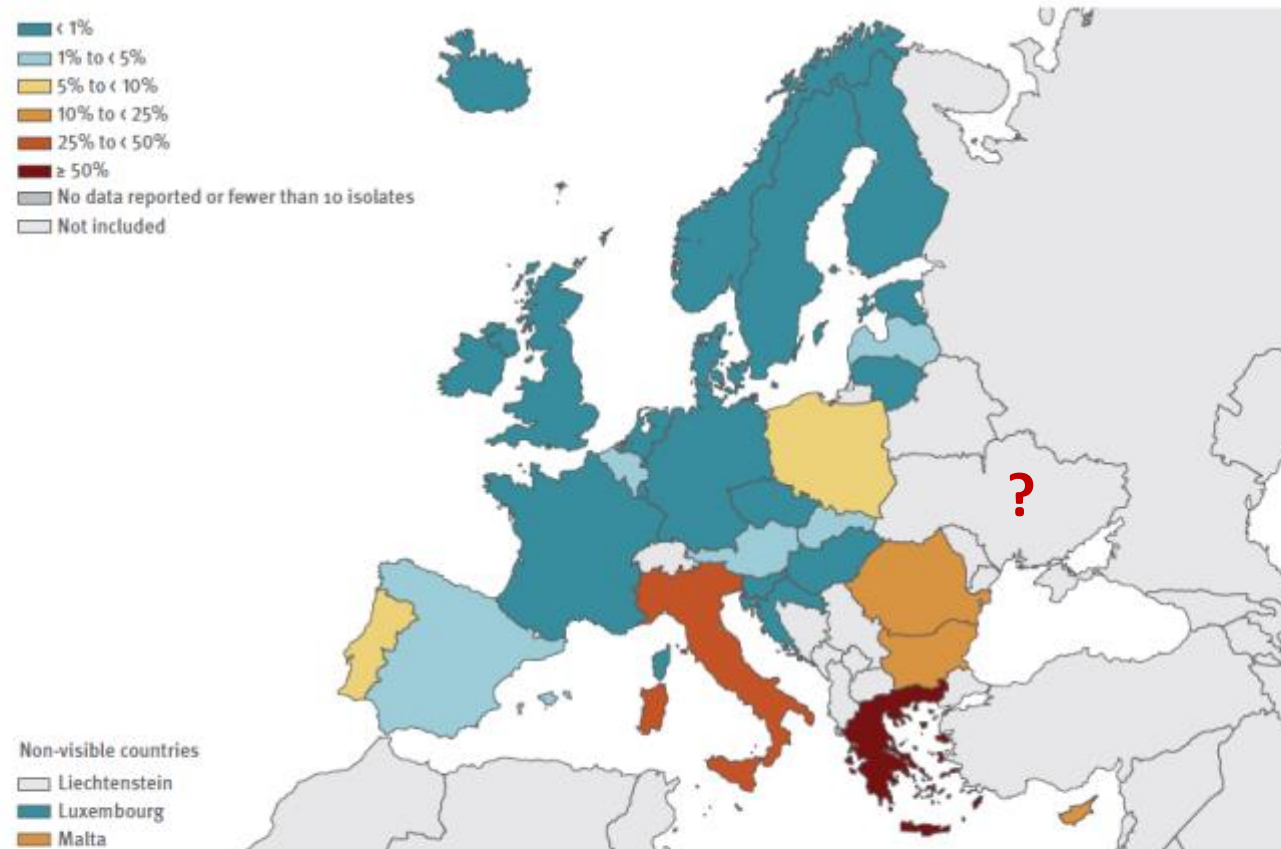 < 1%
1% to < 5%
5% to < 10%
10% to < 25%
25% to < 50%
≥ 50%
No data reported or fewer than 10 isolates
Not included
?
Non-visible countries
Liechtenstein
Luxembourg
Malta